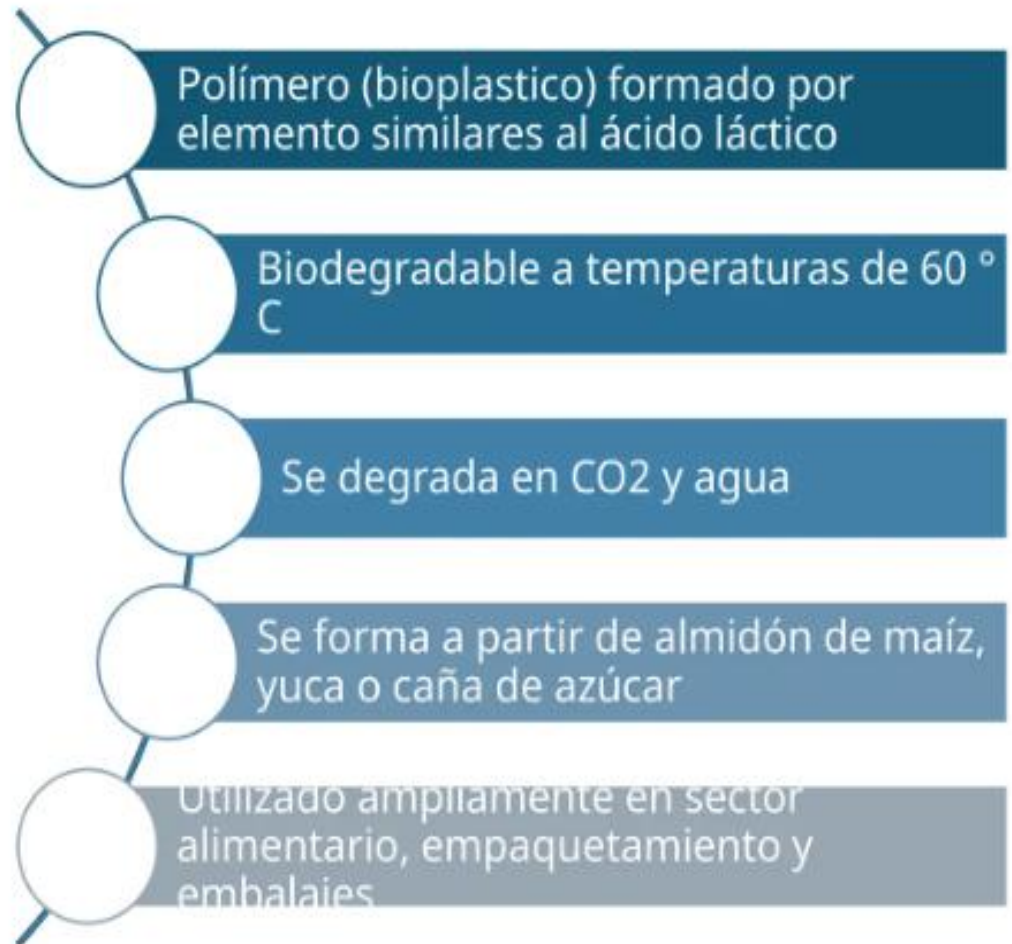 Polímero (bioplastico) formado por
elemento similares al ácido láctico
Biodegradable a temperaturas de 60 °
C
Se degrada en CO2 y agua
Se forma a partir de almidón de maíz,
yuca o caña de azúcar
Utilizado ampliamente en sector
alimentario, empaquetamiento y
embalajes